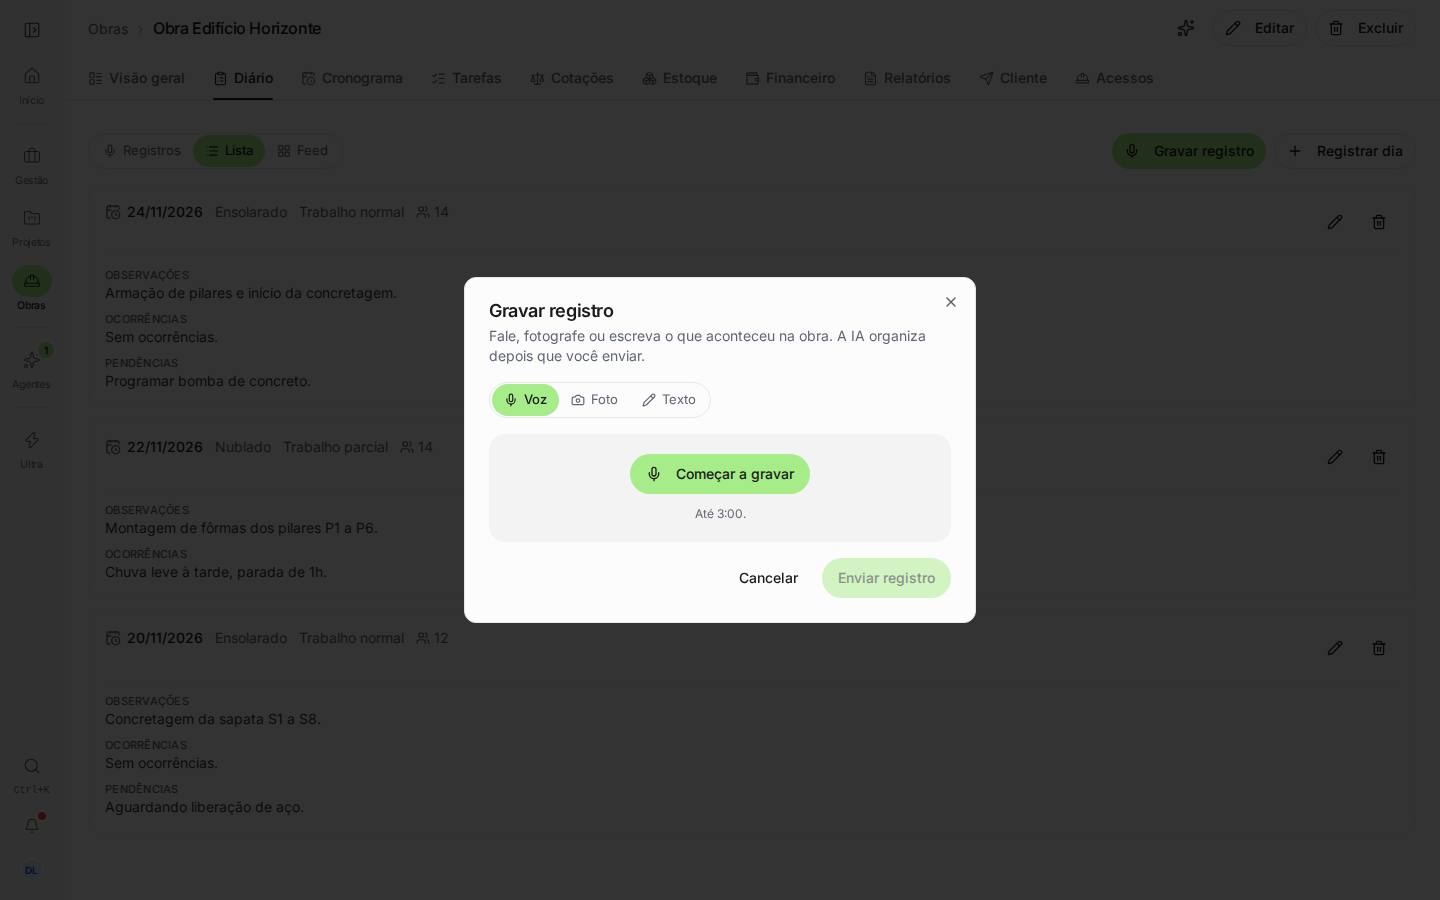 Obras
Obra Edifício Horizonte
Editar
Excluir
Visão geral
Diário
Cronograma
Tarefas
Cotações
Estoque
Financeiro
Relatórios
Cliente
Acessos
Início
Gestão
Projetos
Obras
1
Agentes
Ultra
Ctrl+K
DL
Registros
Lista
Feed
Gravar registro
Registrar dia
24/11/2026 Ensolarado Trabalho normal 14
OBSERVAÇÕES
Armação de pilares e início da concretagem.
OCORRÊNCIAS
Sem ocorrências.
PENDÊNCIAS
Programar bomba de concreto.
22/11/2026 Nublado Trabalho parcial 14
OBSERVAÇÕES
Montagem de fôrmas dos pilares P1 a P6.
OCORRÊNCIAS
Chuva leve à tarde, parada de 1h.
20/11/2026 Ensolarado Trabalho normal 12
OBSERVAÇÕES
Concretagem da sapata S1 a S8.
OCORRÊNCIAS
Sem ocorrências.
PENDÊNCIAS
Aguardando liberação de aço.
Gravar registro
Fale, fotografe ou escreva o que aconteceu na obra. A IA organiza
depois que você enviar.
Voz
Foto
Texto
Começar a gravar
Até 3:00.
Cancelar
Enviar registro